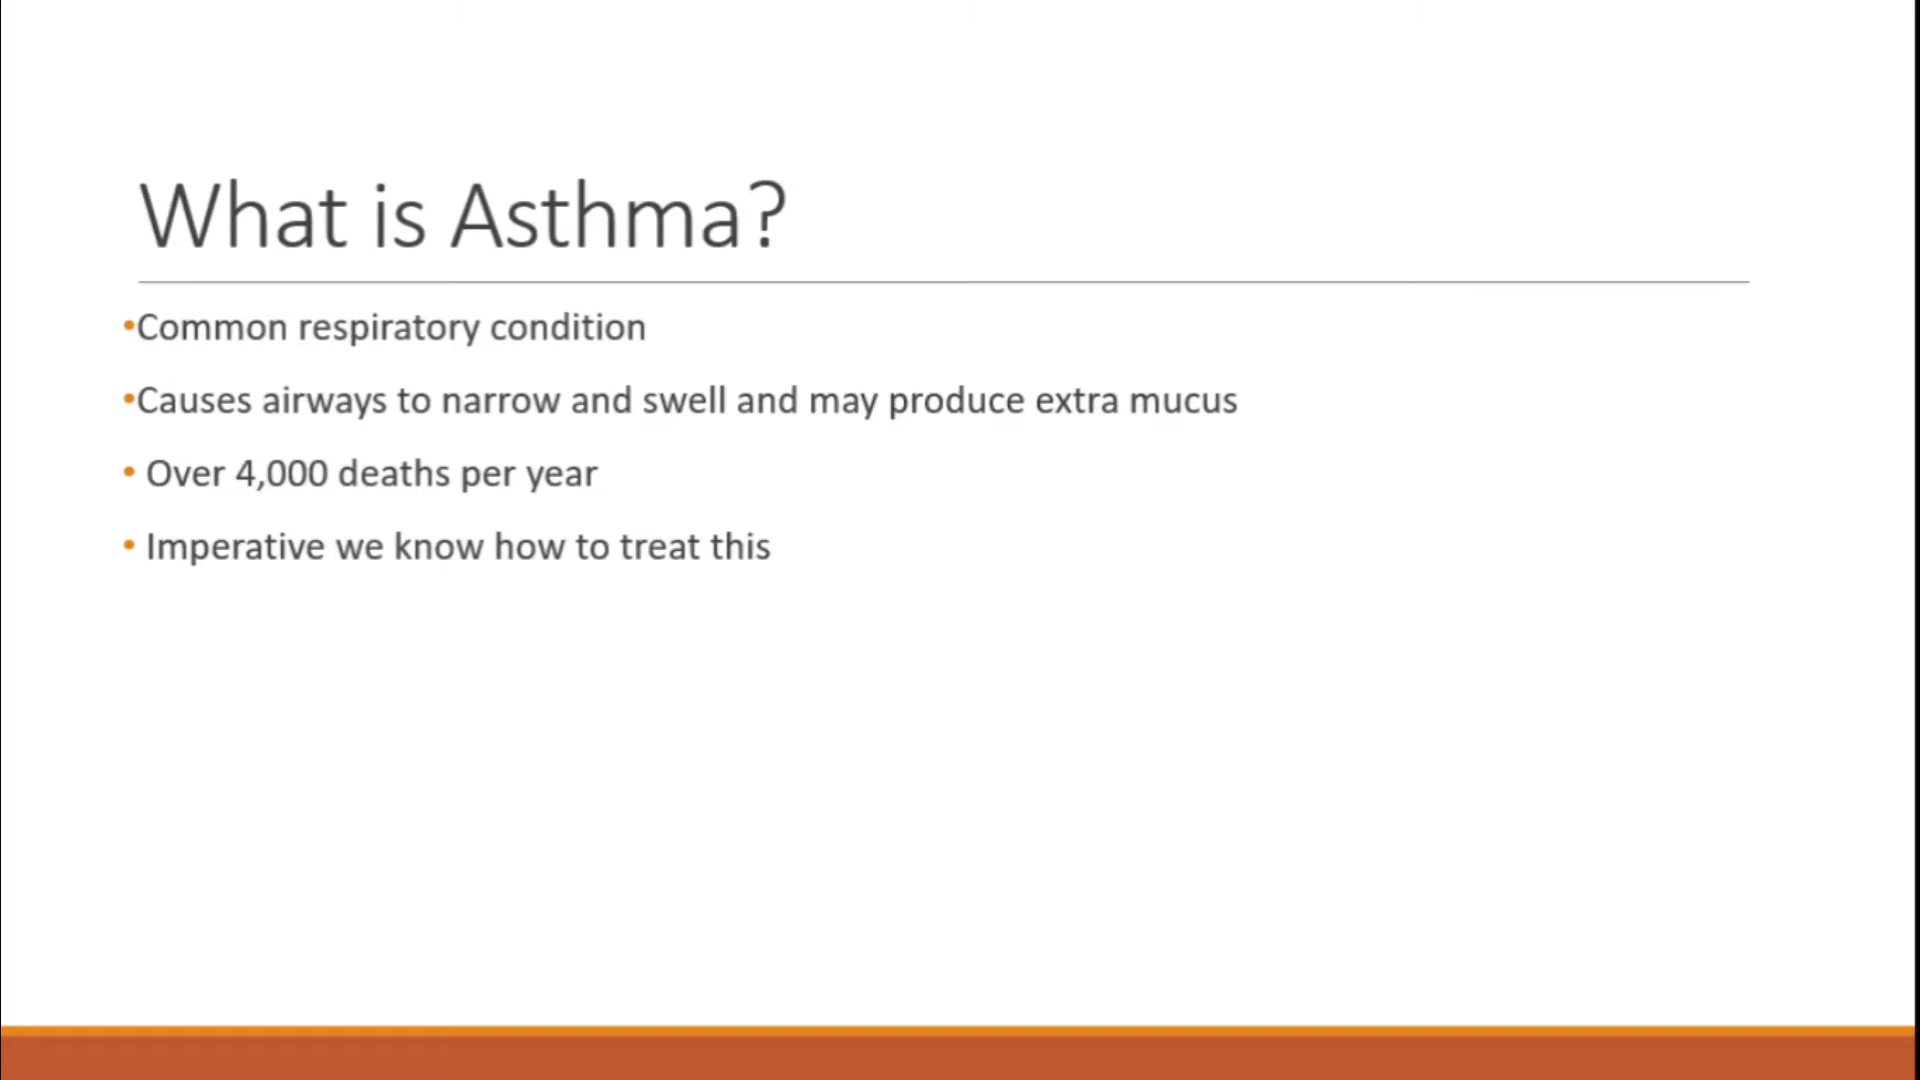 What is Asthma?
•Common respiratory condition
•Causes airways to narrow and swell and may produce extra mucus
• Over 4,000 deaths per year
• Imperative we know how to treat this